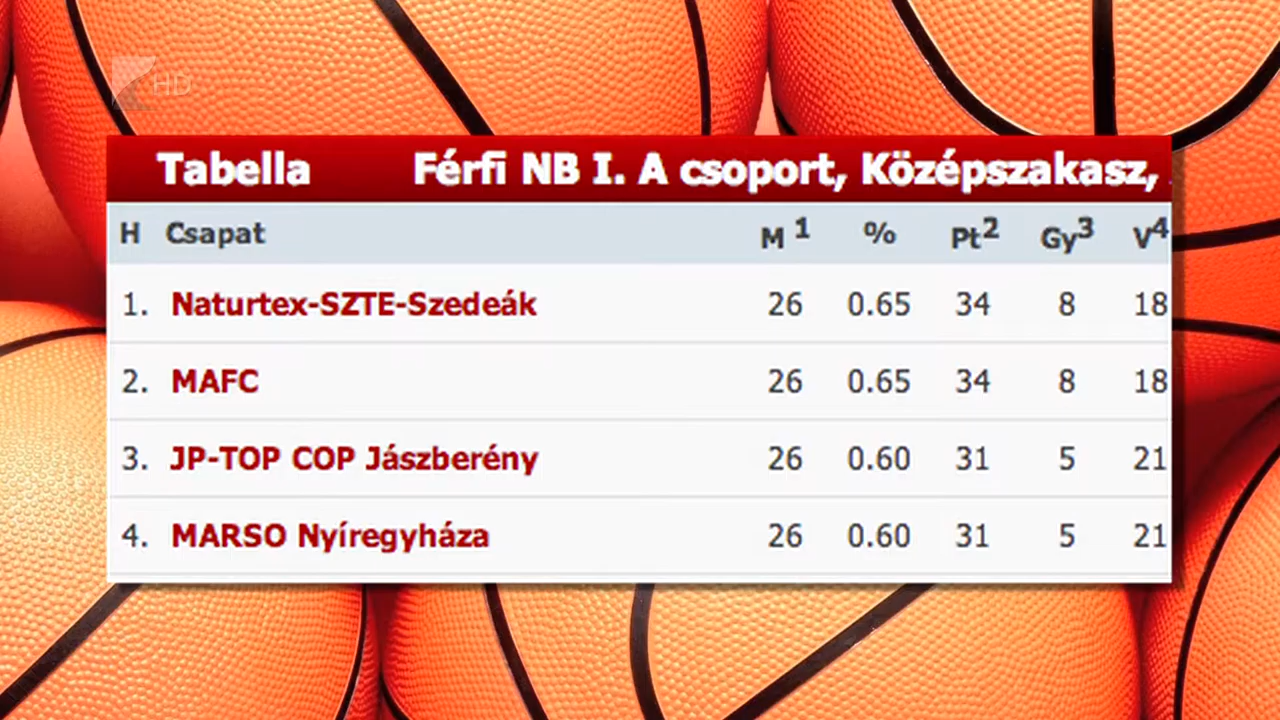 HD
Tabella Férfi NB I. A csoport, Középszakasz,
H Csapat M ¹ % Pt² Gy³ V⁴
1. Naturtex-SZTE-Szedeák 26 0.65 34 8 18
2. MAFC 26 0.65 34 8 18
3. JP-TOP COP Jászberény 26 0.60 31 5 21
4. MARSO Nyíregyháza 26 0.60 31 5 21